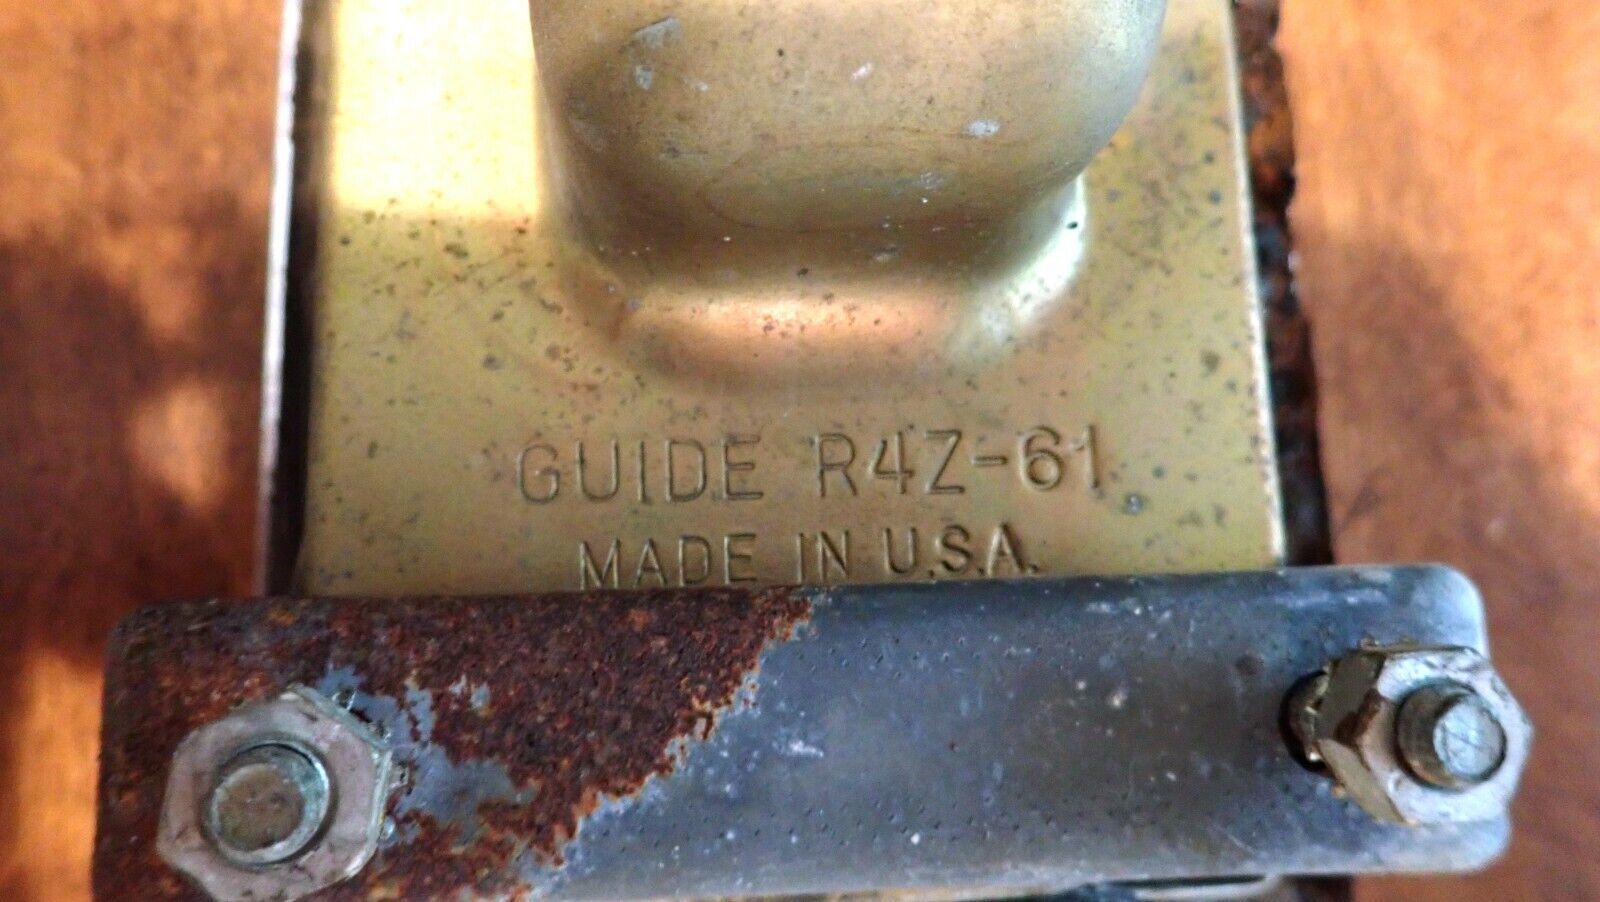 GUIDE R4Z-61
MADE IN U.S.A.